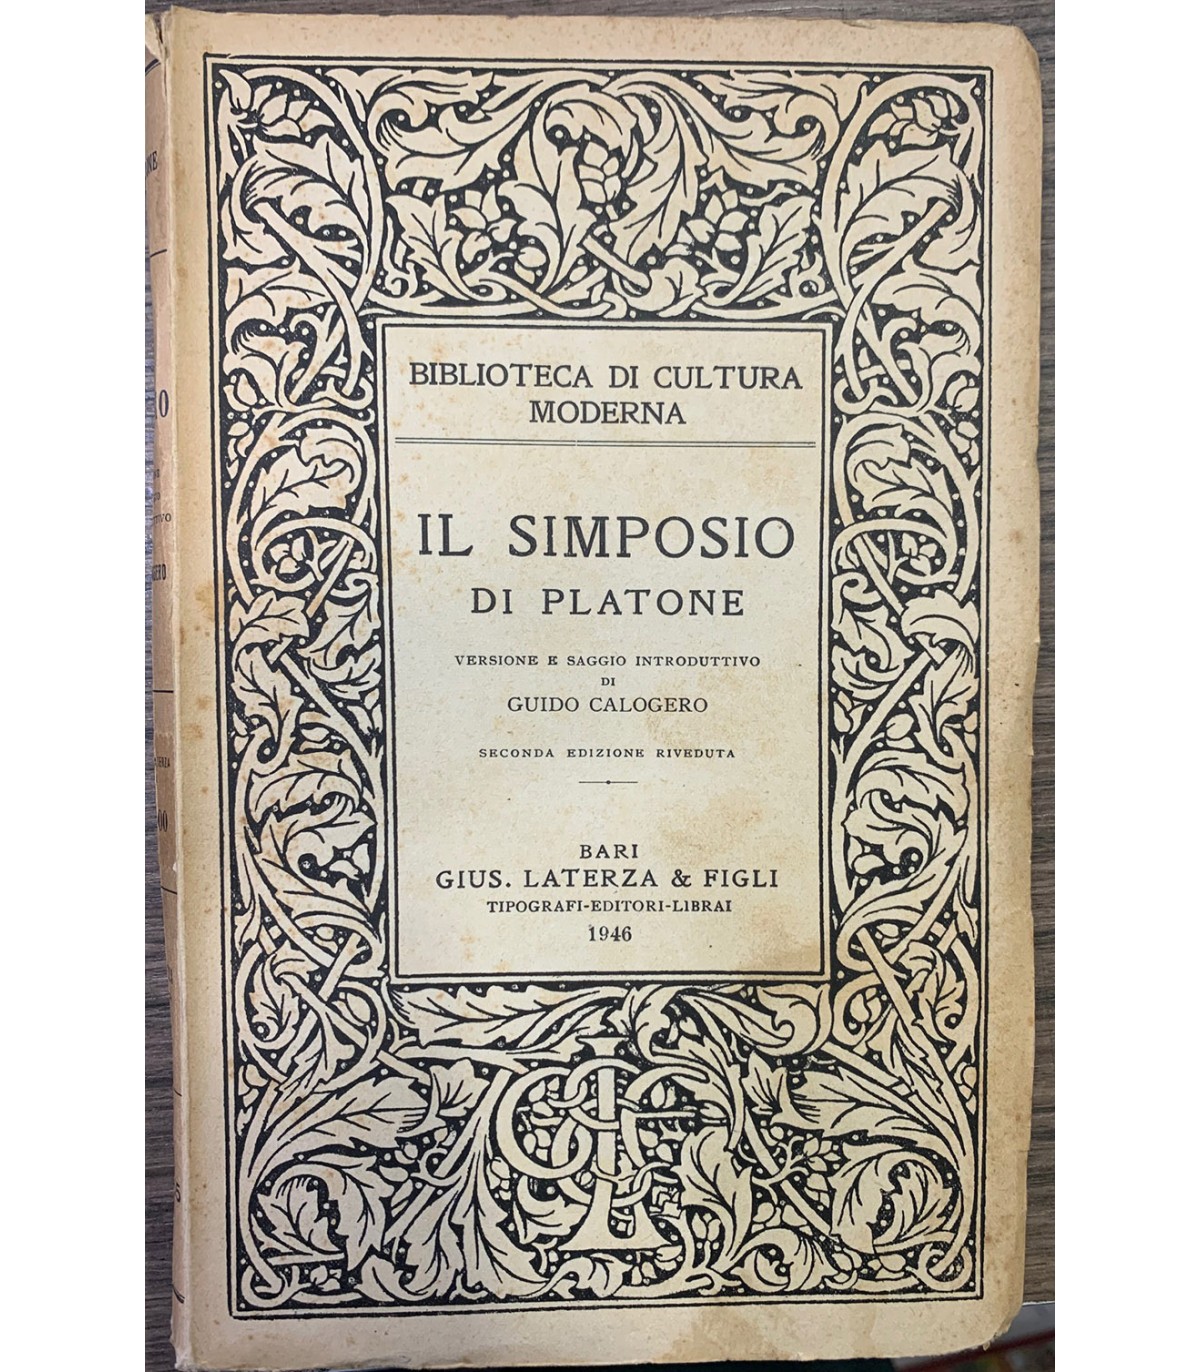 BIBLIOTECA DI CULTURA
MODERNA
IL SIMPOSIO
DI PLATONE
VERSIONE E SAGGIO INTRODUTTIVO
DI
GUIDO CALOGERO
SECONDA EDIZIONE RIVEDUTA
BARI
GIUS. LATERZA & FIGLI
TIPOGRAFI-EDITORI-LIBRAI
1946